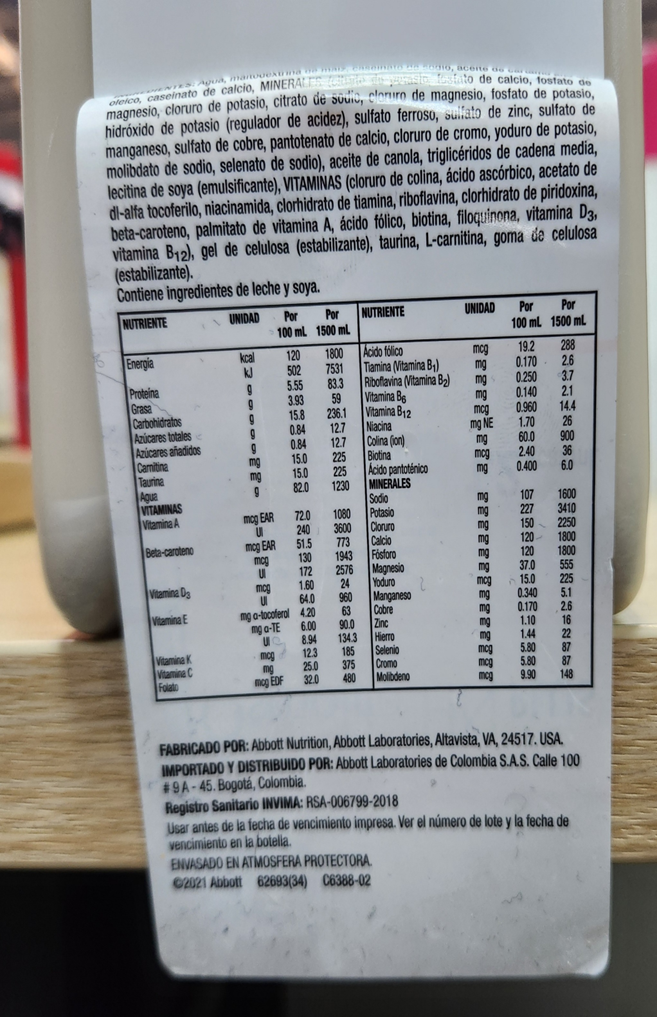 oleico, caseinato de calcio, MINERALES de calcio, fosfato de
magnesio, cloruro de potasio, citrato de sodio, cloruro de magnesio, fosfato de potasio,
hidróxido de potasio (regulador de acidez), sulfato ferroso, sulfato de zinc, sulfato de
manganeso, sulfato de cobre, pantotenato de calcio, cloruro de cromo, yoduro de potasio,
molibdato de sodio, selenato de sodio), aceite de canola, triglicéridos de cadena media,
lecitina de soya (emulsificante), VITAMINAS (cloruro de colina, ácido ascórbico, acetato de
dl-alfa tocoferilo, niacinamida, clorhidrato de tiamina, riboflavina, clorhidrato de piridoxina,
beta-caroteno, palmitato de vitamina A, ácido fólico, biotina, filoquinona, vitamina D3,
vitamina B12), gel de celulosa (estabilizante), taurina, L-carnitina, goma de celulosa
(estabilizante).
Contiene ingredientes de leche y soya.
NUTRIENTE UNIDAD Por 100 mL Por 1500 mL
Energía kcal 120 1800
kJ 502 7531
Proteína g 5.55 83.3
Grasa g 3.93 59
Carbohidratos g 15.8 236.1
Azúcares totales g 0.84 12.7
Azúcares añadidos g 0.84 12.7
Carnitina mg 15.0 225
Taurina mg 15.0 225
Agua g 82.0 1230
VITAMINAS
Vitamina A mcg EAR 72.0 1080
UI 240 3600
Beta-caroteno mcg EAR 51.5 773
mcg 130 1943
UI 172 2576
Vitamina D3 mcg 1.60 24
UI 64.0 960
Vitamina E mg α-tocoferol 4.20 63
mg α-TE 6.00 90.0
UI 8.94 134.3
Vitamina K mcg 12.3 185
Vitamina C mg 25.0 375
Folato mcg EDF 32.0 480
NUTRIENTE UNIDAD Por 100 mL Por 1500 mL
Ácido fólico mcg 19.2 288
Tiamina (Vitamina B1) mg 0.170 2.6
Riboflavina (Vitamina B2) mg 0.250 3.7
Vitamina B6 mg 0.140 2.1
Vitamina B12 mcg 0.960 14.4
Niacina mg NE 1.70 26
Colina (ion) mg 60.0 900
Biotina mcg 2.40 36
Ácido pantoténico mg 0.400 6.0
MINERALES
Sodio mg 107 1600
Potasio mg 227 3410
Cloruro mg 150 2250
Calcio mg 120 1800
Fósforo mg 120 1800
Magnesio mg 37.0 555
Yoduro mcg 15.0 225
Manganeso mg 0.340 5.1
Cobre mg 0.170 2.6
Zinc mg 1.10 16
Hierro mg 1.44 22
Selenio mcg 5.80 87
Cromo mcg 5.80 87
Molibdeno mcg 9.90 148
FABRICADO POR: Abbott Nutrition, Abbott Laboratories, Altavista, VA, 24517. USA.
IMPORTADO Y DISTRIBUIDO POR: Abbott Laboratories de Colombia S.A.S. Calle 100
# 9 A - 45. Bogotá, Colombia.
Registro Sanitario INVIMA: RSA-006799-2018
Usar antes de la fecha de vencimiento impresa. Ver el número de lote y la fecha de
vencimiento en la botella.
ENVASADO EN ATMOSFERA PROTECTORA.
©2021 Abbott 62693(34) C6388-02